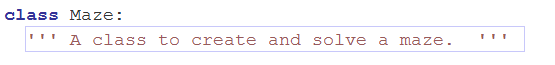 class Maze:
''' A class to create and solve a maze.  '''